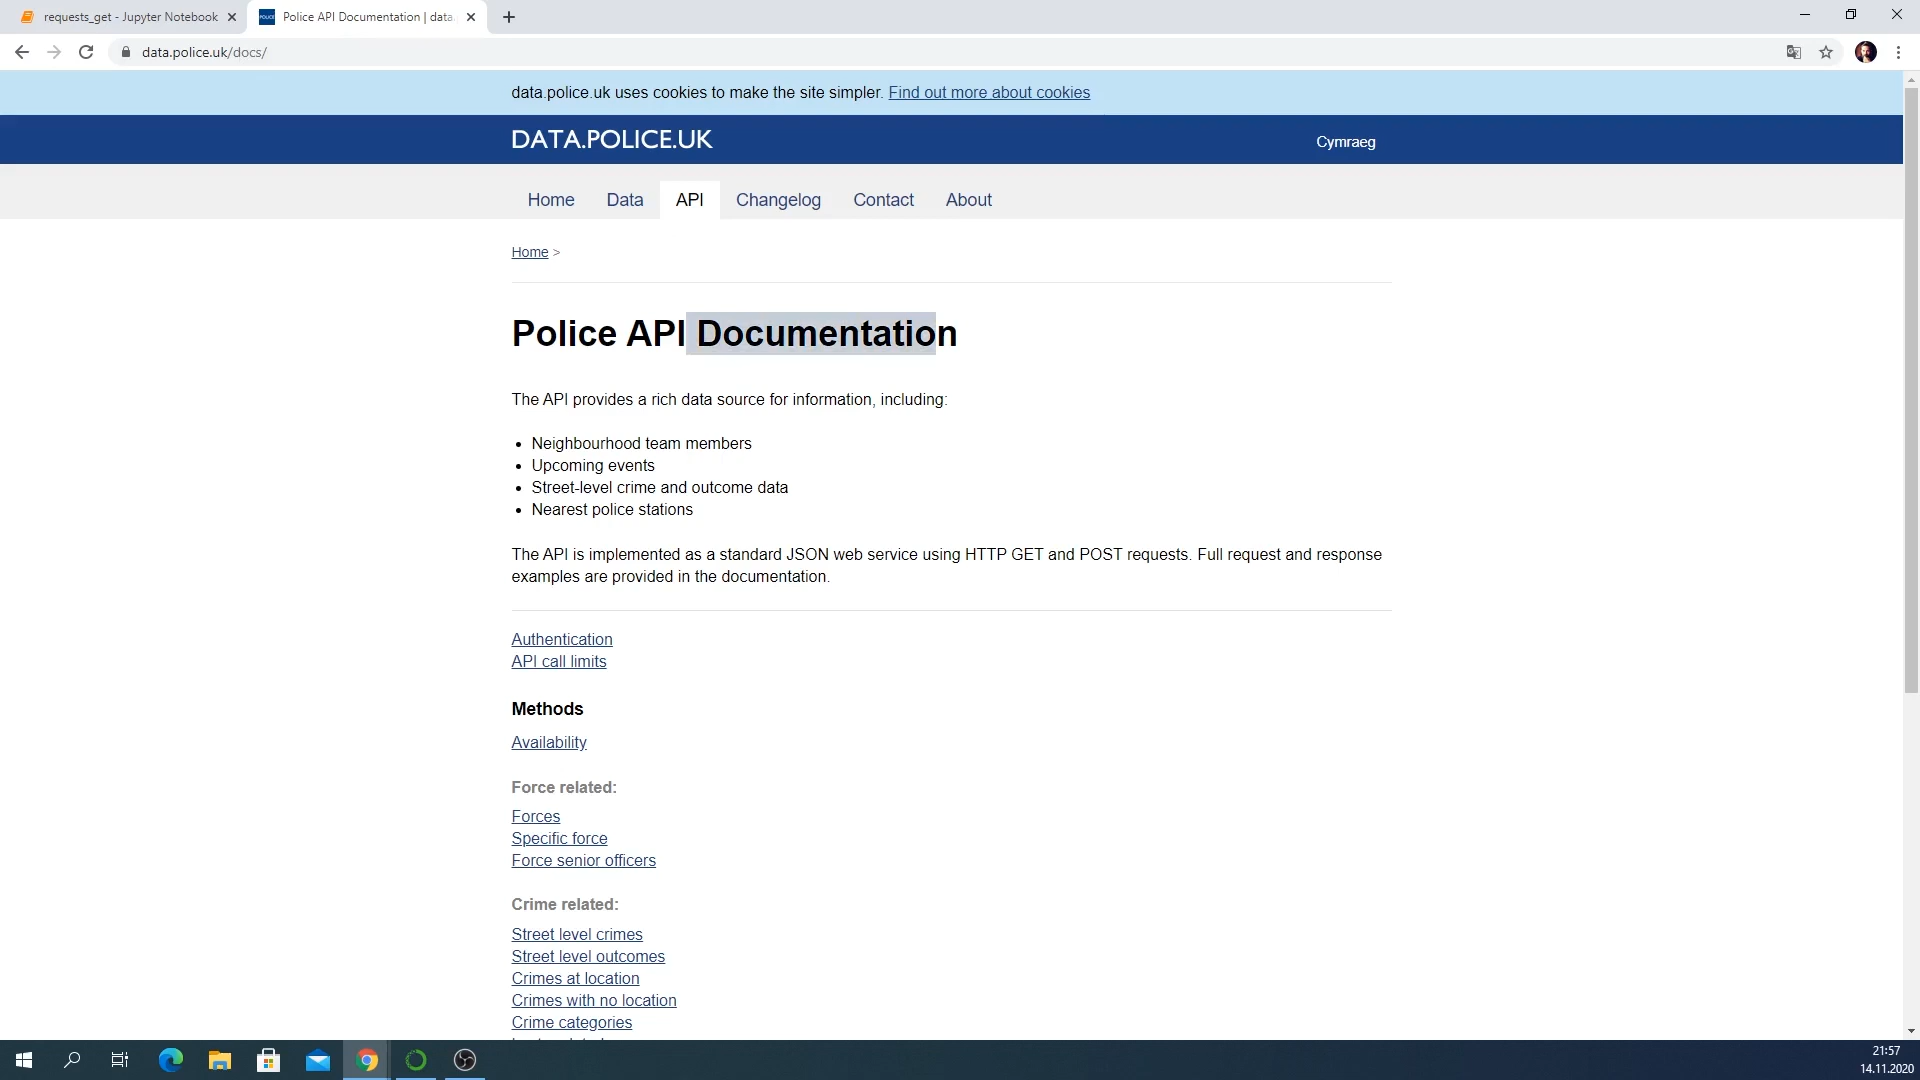 requests_get - Jupyter Notebook
Police API Documentation | data.
data.police.uk/docs/
data.police.uk uses cookies to make the site simpler. Find out more about cookies
DATA.POLICE.UK
Cymraeg
Home Data API Changelog Contact About
Home >
Police API Documentation
The API provides a rich data source for information, including:
Neighbourhood team members
Upcoming events
Street-level crime and outcome data
Nearest police stations
The API is implemented as a standard JSON web service using HTTP GET and POST requests. Full request and response
examples are provided in the documentation.
Authentication
API call limits
Methods
Availability
Force related:
Forces
Specific force
Force senior officers
Crime related:
Street level crimes
Street level outcomes
Crimes at location
Crimes with no location
Crime categories
21:57
14.11.2020